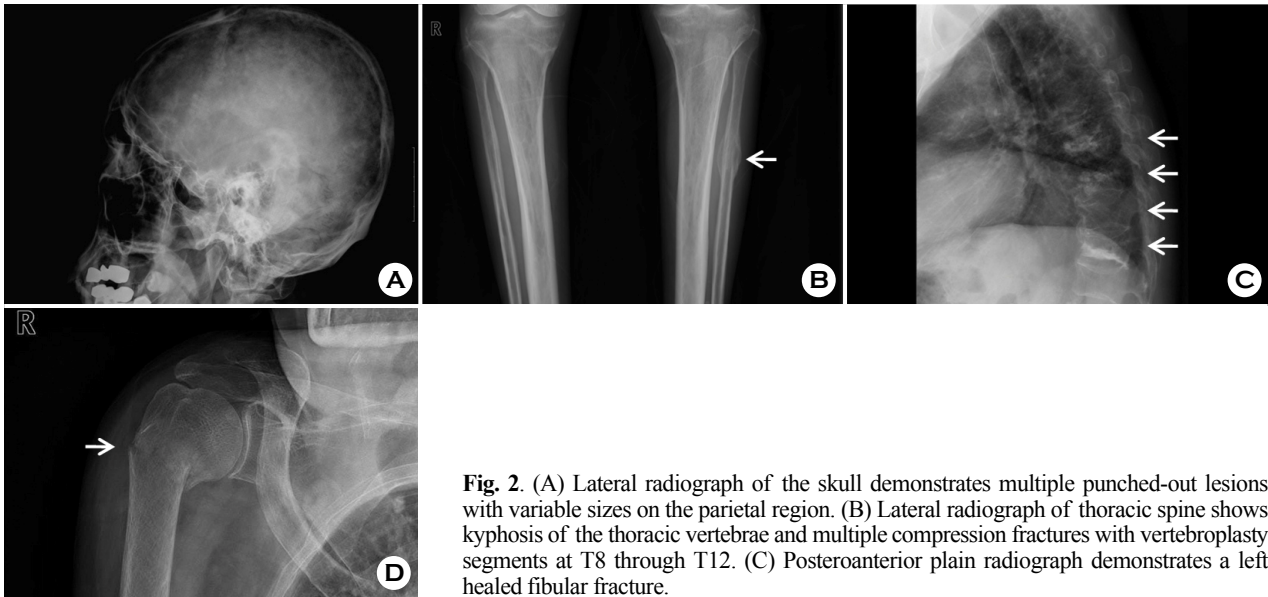 A
R
B
C
R
D
Fig. 2. (A) Lateral radiograph of the skull demonstrates multiple punched-out lesions
with variable sizes on the parietal region. (B) Lateral radiograph of thoracic spine shows
kyphosis of the thoracic vertebrae and multiple compression fractures with vertebroplasty
segments at T8 through T12. (C) Posteroanterior plain radiograph demonstrates a left
healed fibular fracture.